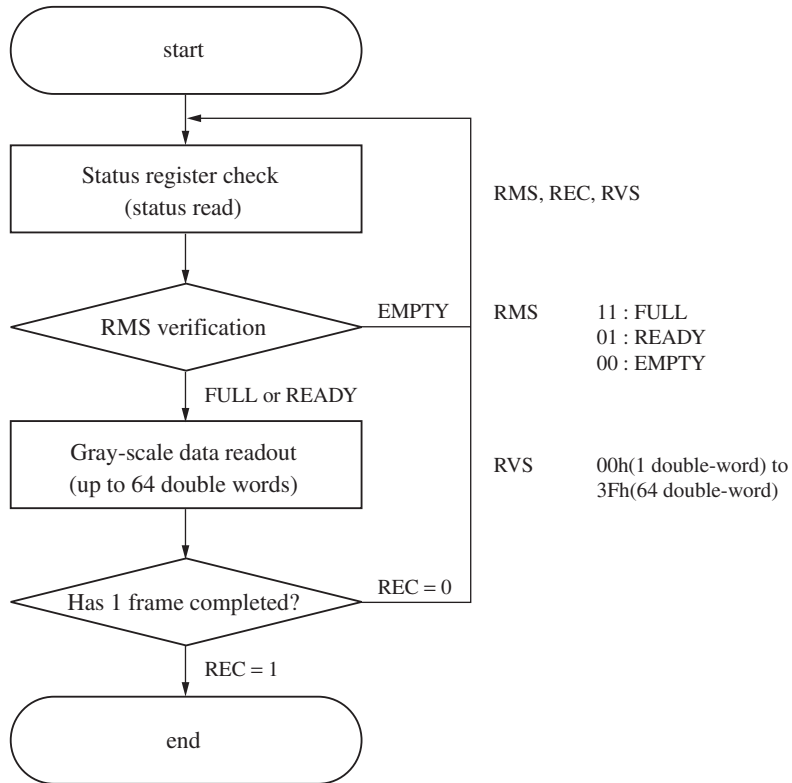 start
Status register check
(status read)
RMS, REC, RVS
RMS verification
EMPTY
RMS 11 : FULL
01 : READY
00 : EMPTY
FULL or READY
Gray-scale data readout
(up to 64 double words)
RVS 00h(1 double-word) to
3Fh(64 double-word)
Has 1 frame completed?
REC = 0
REC = 1
end